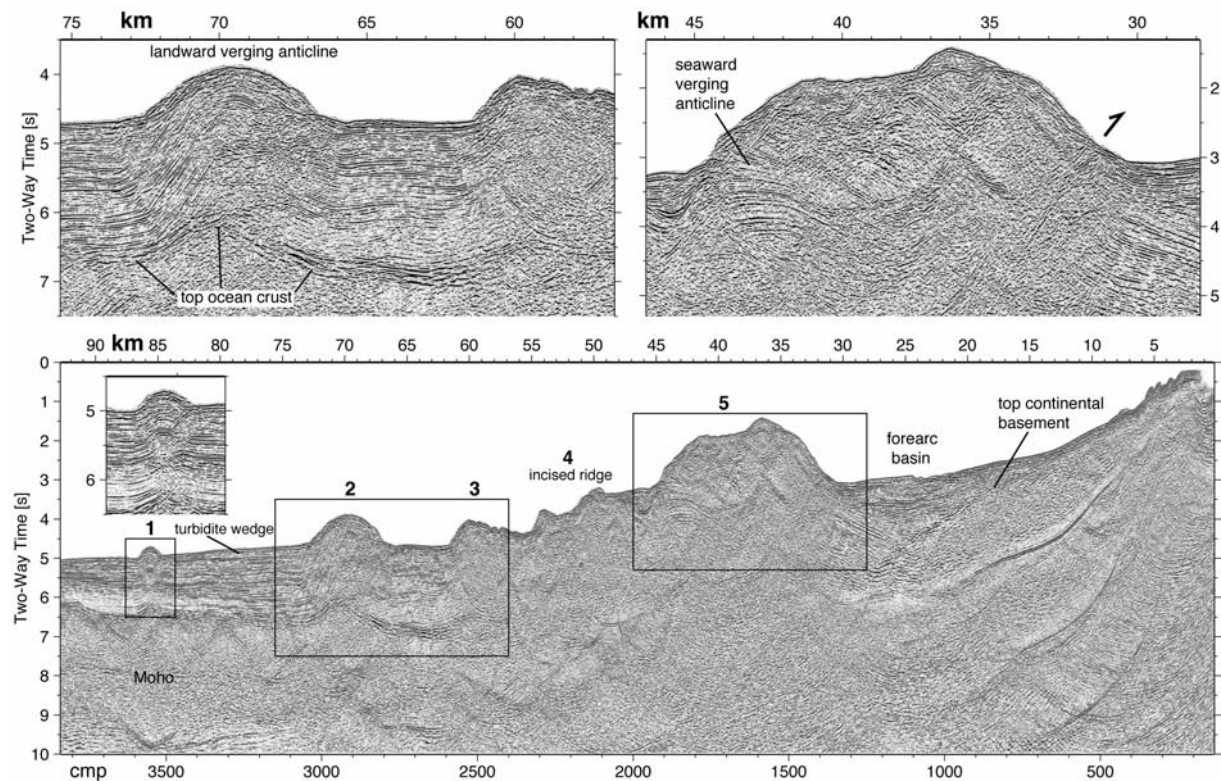 75 km 70 65 60
landward verging anticline
4
5
6
7
Two-Way Time [s]
top ocean crust
45 40 km 35 30
seaward
verging
anticline
2
3
4
5
km
90 85 80 75 70 65 60 55 50 45 40 35 30 25 20 15 10 5
0
1
2
3
4
5
6
7
8
9
10
Two-Way Time [s]
5
6
1
turbidite wedge
2
3
4
incised ridge
5
forearc
basin
top continental
basement
Moho
cmp 3500 3000 2500 2000 1500 1000 500